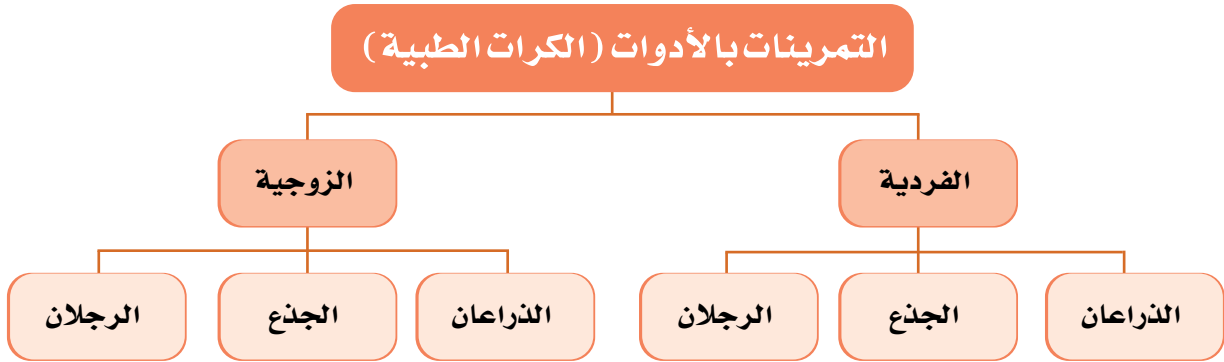 التمرينات بالأدوات (الكرات الطبية)
الفردية
الزوجية
الذراعان
الجذع
الرجلان
الذراعان
الجذع
الرجلان